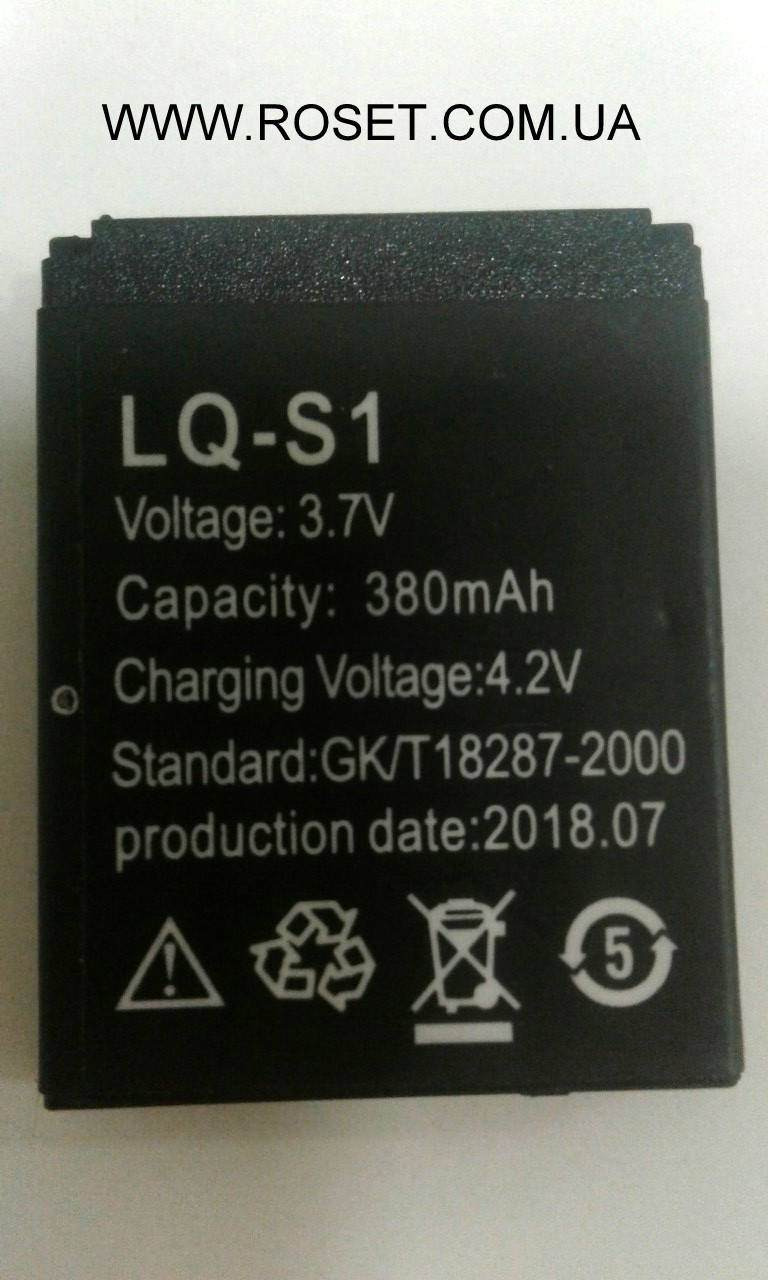 WWW.ROSET.COM.UA
LQ-S1
Voltage: 3.7V
Capacity: 380mAh
Charging Voltage:4.2V
Standard:GK/T18287-2000
production date:2018.07
5